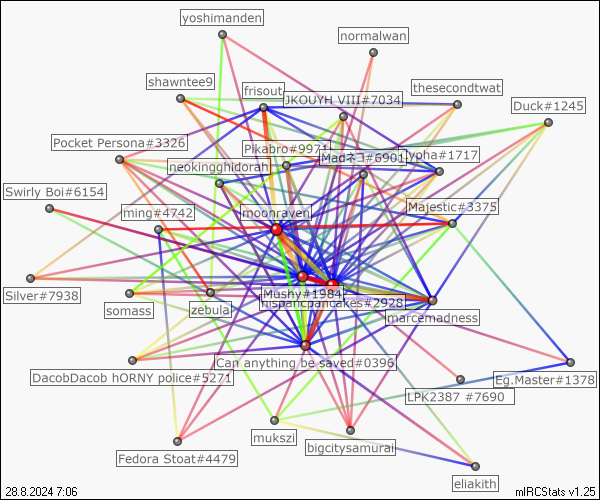 yoshimanden
normalwan
shawntee9
frisout
thesecondtwat
JKOUYH VIII#7034
Duck#1245
Pocket Persona#3326
Pikabro#9971
Madネコ#6901
ypha#1717
neokingghidorah
Swirly Boi#6154
ming#4742
moonraven
Majestic#3375
Silver#7938
somass
zebulal
Mushy#1984
hispanicpancakes#2928
marcemadness
Can anything be saved#0396
DacobDacob hORNY police#5271
Eg.Master#1378
LPK2387 #7690
mukszi
bigcitysamurai
Fedora Stoat#4479
eliakith
28.8.2024 7:06
mIRCStats v1.25